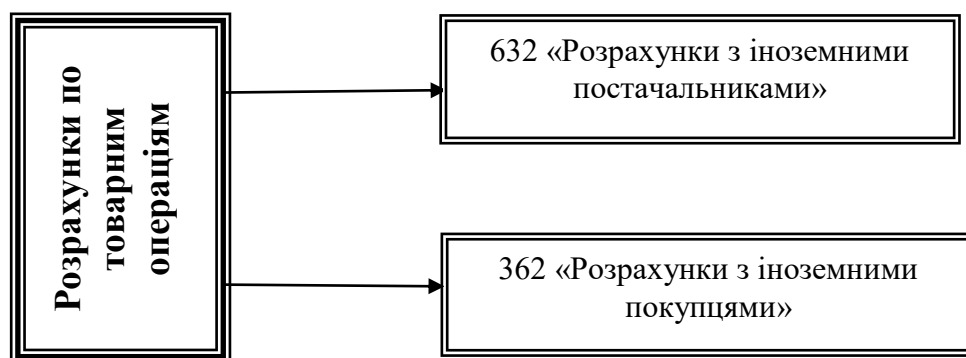 Розрахунки по
товарним
операціям
632 «Розрахунки з іноземними
постачальниками»
362 «Розрахунки з іноземними
покупцями»